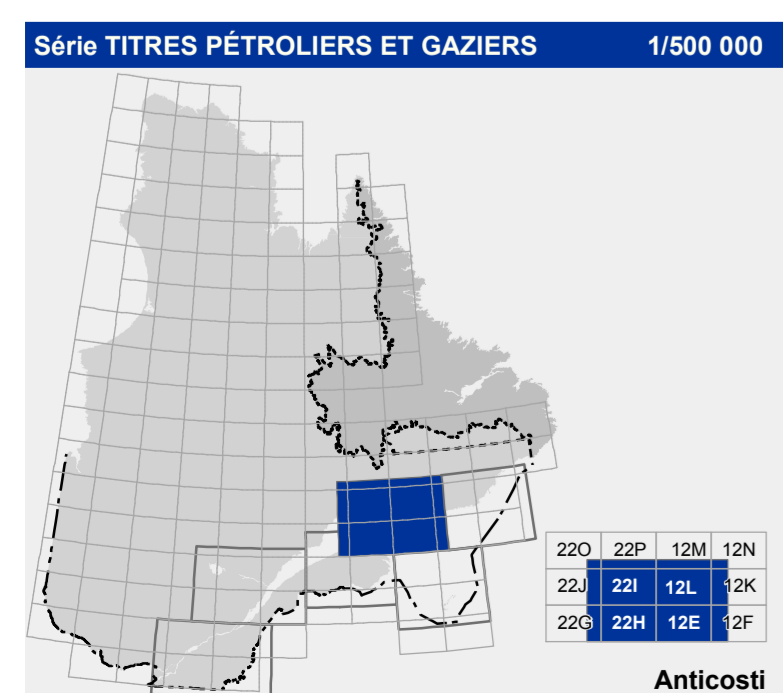 Série TITRES PÉTROLIERS ET GAZIERS 1/500 000
22O 22P 12M 12N
22J 22I 12L 12K
22G 22H 12E 12F
Anticosti